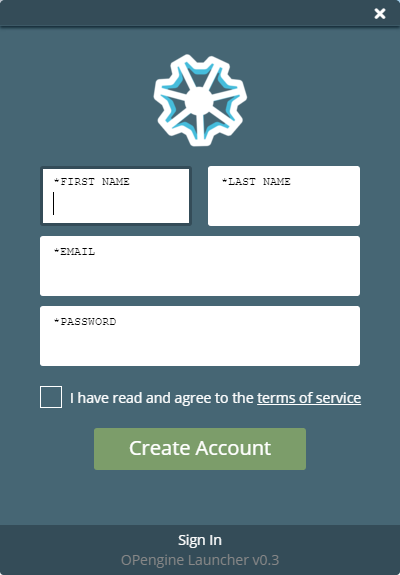 *FIRST NAME
*LAST NAME
*EMAIL
*PASSWORD
I have read and agree to the terms of service
Create Account
Sign In
OPengine Launcher v0.3